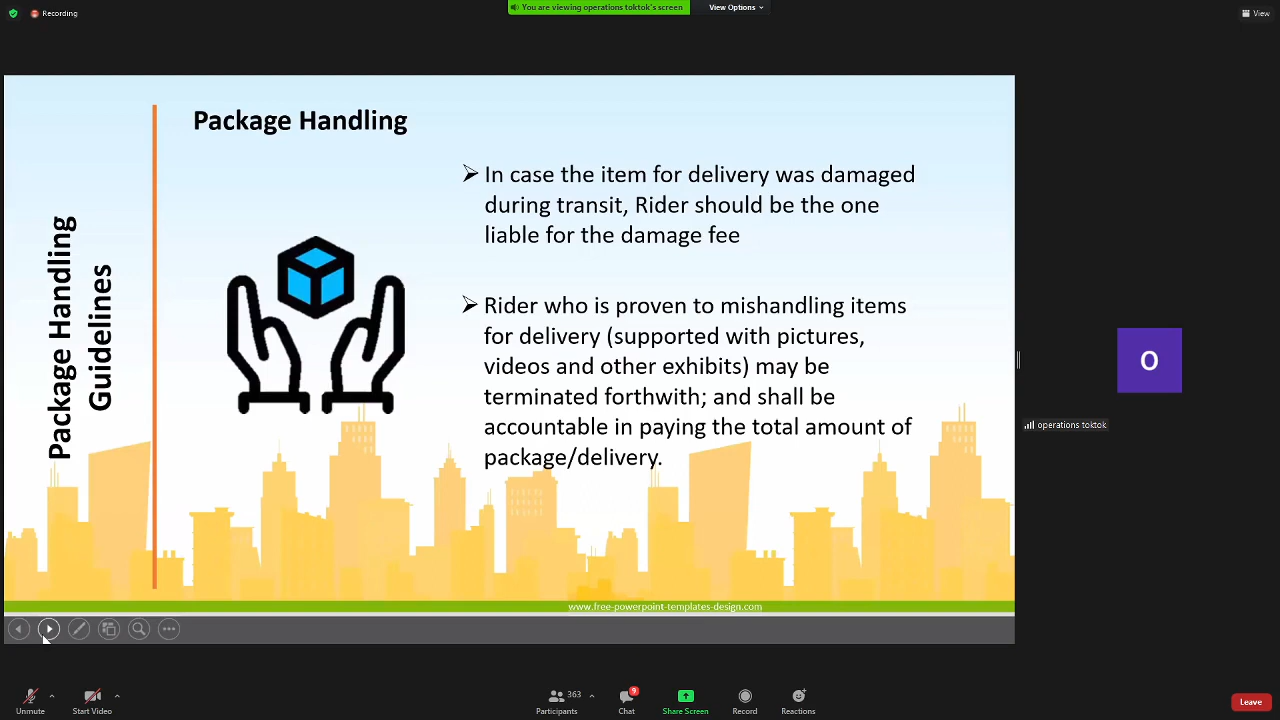 Recording
You are viewing operations toktok's screen
View Options
View
Package Handling
Package Handling
Guidelines
➢ In case the item for delivery was damaged
during transit, Rider should be the one
liable for the damage fee
➢ Rider who is proven to mishandling items
for delivery (supported with pictures,
videos and other exhibits) may be
terminated forthwith; and shall be
accountable in paying the total amount of
package/delivery.
www.free-powerpoint-templates-design.com
O
operations toktok
Unmute
Start Video
363
Participants
9
Chat
Share Screen
Record
Reactions
Leave